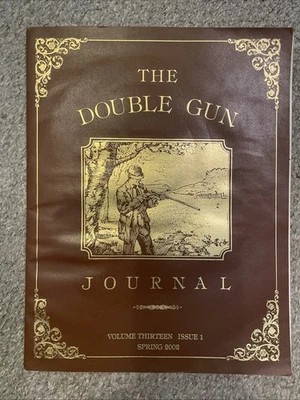 THE
DOUBLE GUN
JOURNAL
VOLUME THIRTEEN ISSUE 1
SPRING 2002